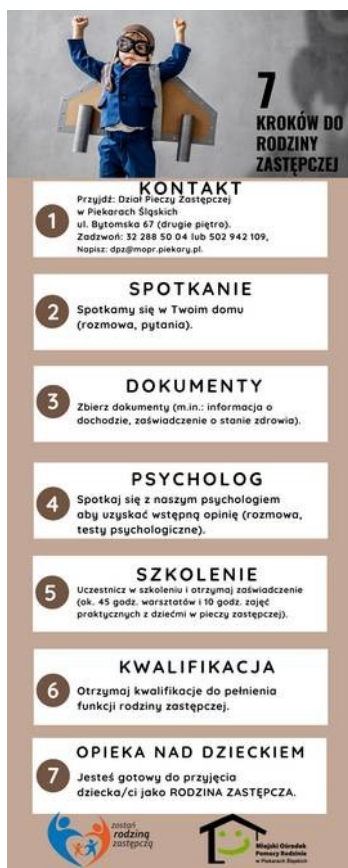 7
KROKÓW DO
RODZINY
ZASTĘPCZEJ
KONTAKT
1
Przyjdź: Dział Pieczy Zastępczej
w Piekarach Śląskich
ul. Bytomska 67 (drugie piętro).
Zadzwoń: 32 288 50 04 lub 502 942 109,
Napisz: dpz@mopr.piekary.pl.
SPOTKANIE
2
Spotkamy się w Twoim domu
(rozmowa, pytania).
DOKUMENTY
3
Zbierz dokumenty (m.in.: informacja o
dochodzie, zaświadczenie o stanie zdrowia).
PSYCHOLOG
4
Spotkaj się z naszym psychologiem
aby uzyskać wstępną opinię (rozmowa,
testy psychologiczne).
SZKOLENIE
5
Uczestnicz w szkoleniu i otrzymaj zaświadczenie
(ok. 45 godz. warsztatów i 10 godz. zajęć
praktycznych z dziećmi w pieczy zastępczej).
KWALIFIKACJA
6
Otrzymaj kwalifikacje do pełnienia
funkcji rodziny zastępczej.
OPIEKA NAD DZIECKIEM
7
Jesteś gotowy do przyjęcia
dziecka/ci jako RODZINA ZASTĘPCZA.
zostań
rodziną
zastępczą
Miejski Ośrodek
Pomocy Rodzinie
w Piekarach Śląskich